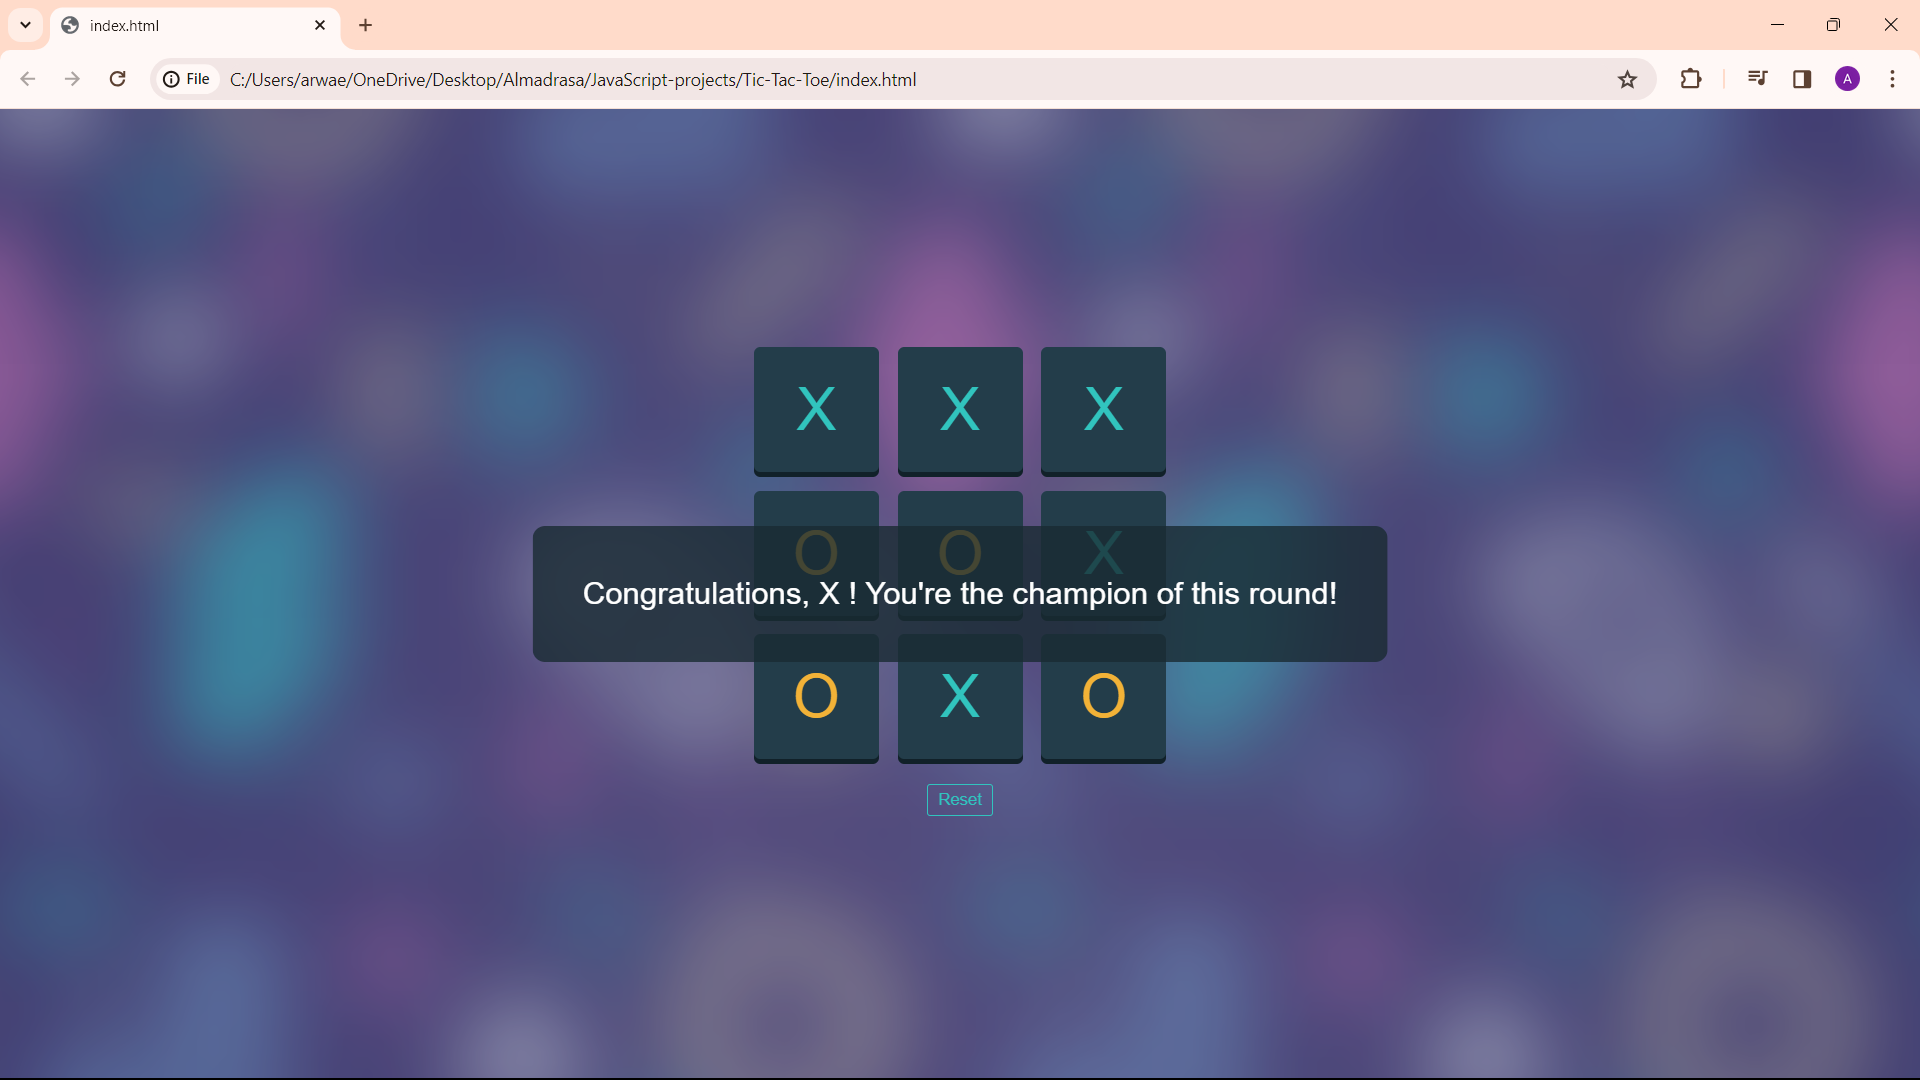 index.html
File C:/Users/arwae/OneDrive/Desktop/Almadrasa/JavaScript-projects/Tic-Tac-Toe/index.html A
X X X
O O X
Congratulations, X ! You're the champion of this round!
O X O
Reset